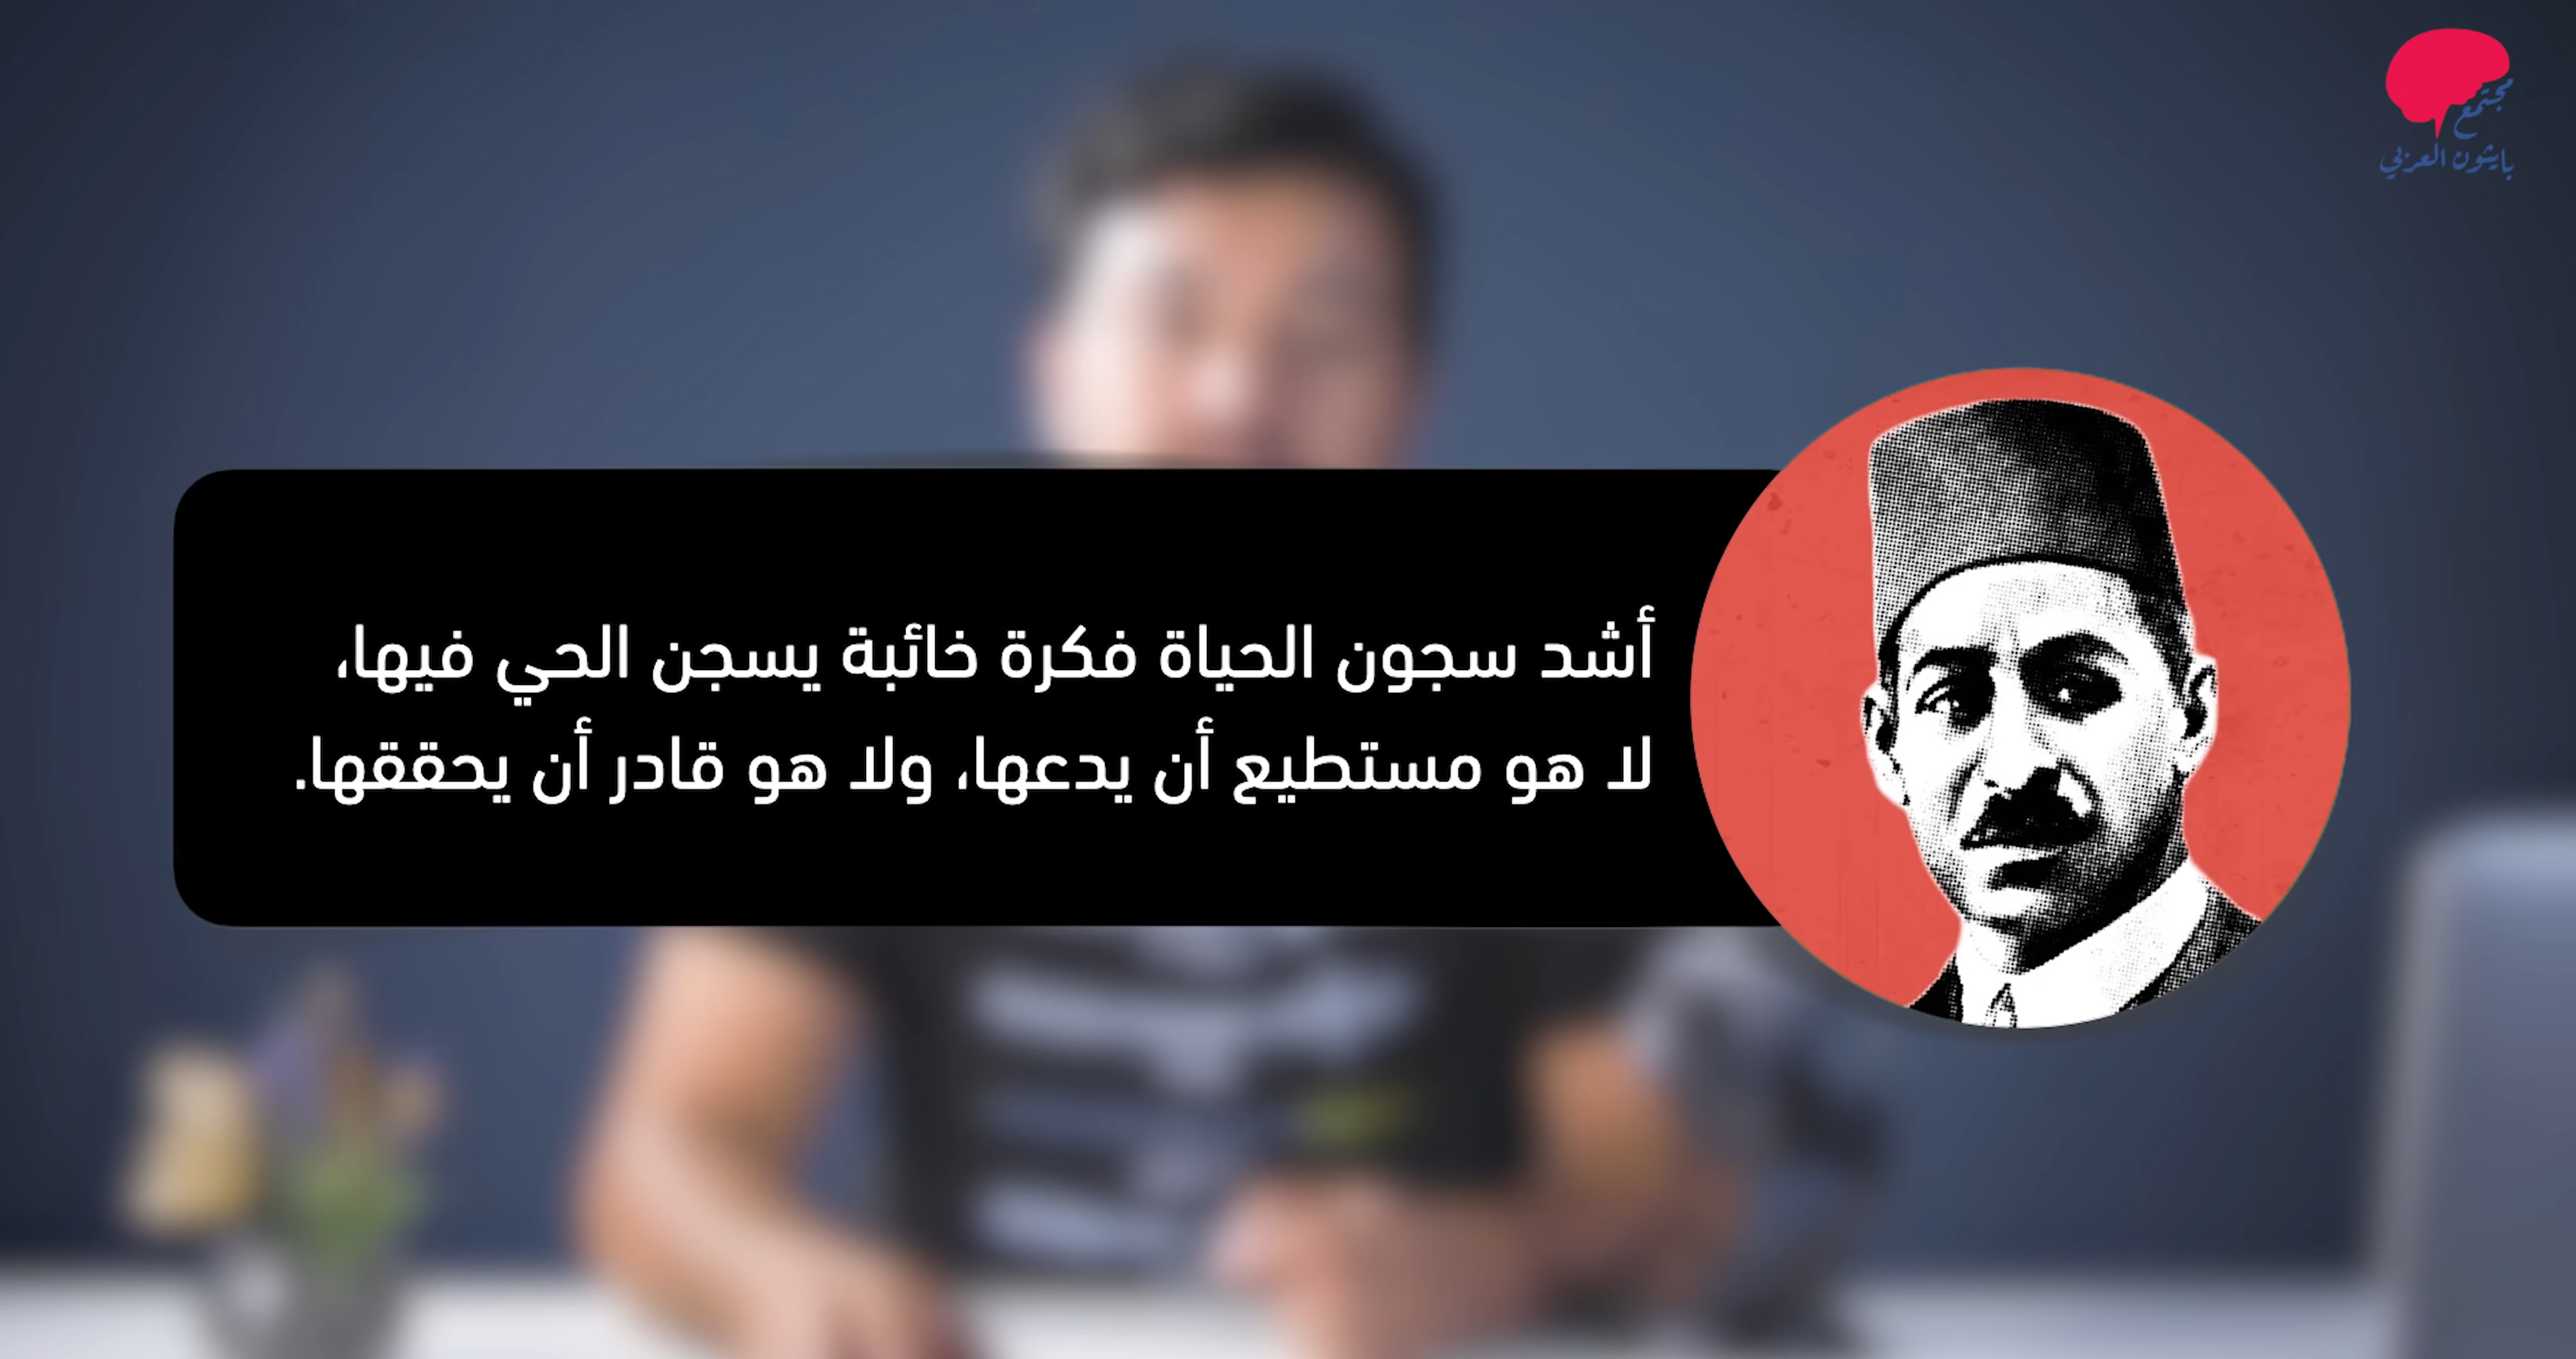 مجتمع
بايثون العربي
أشد سجون الحياة فكرة خائبة يسجن الحي فيها،
لا هو مستطيع أن يدعها، ولا هو قادر أن يحققها.